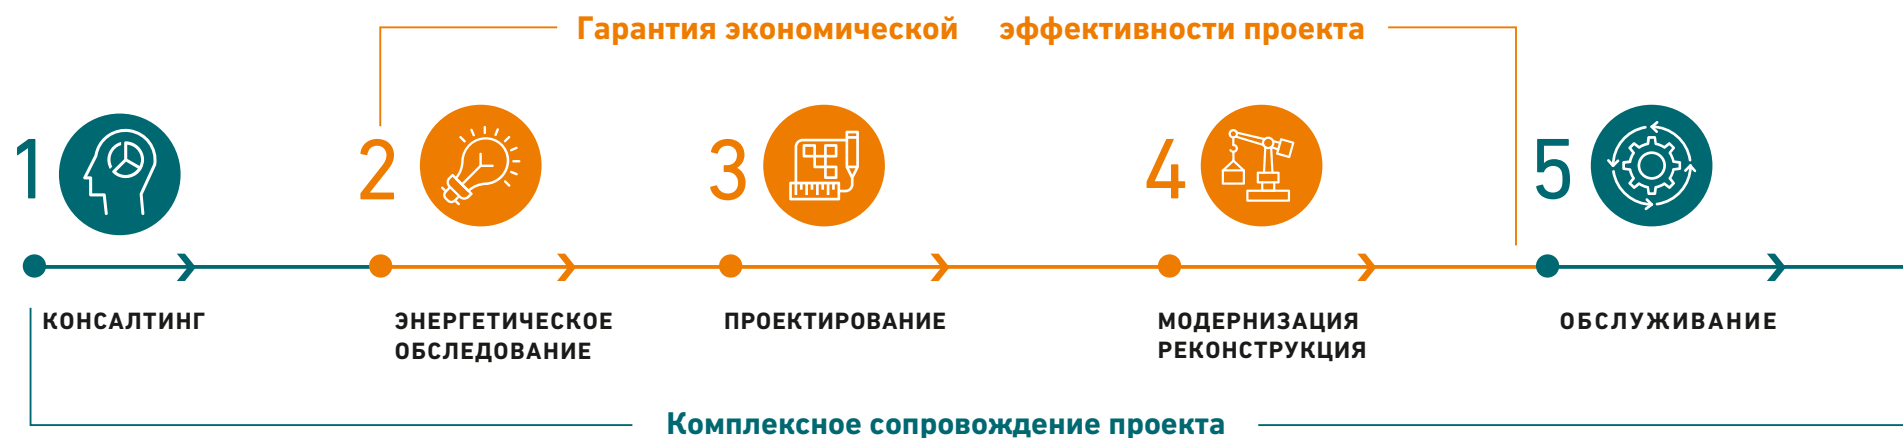 Гарантия экономической эффективности проекта
1
2
3
4
5
КОНСАЛТИНГ
ЭНЕРГЕТИЧЕСКОЕ
ОБСЛЕДОВАНИЕ
ПРОЕКТИРОВАНИЕ
МОДЕРНИЗАЦИЯ
РЕКОНСТРУКЦИЯ
ОБСЛУЖИВАНИЕ
Комплексное сопровождение проекта